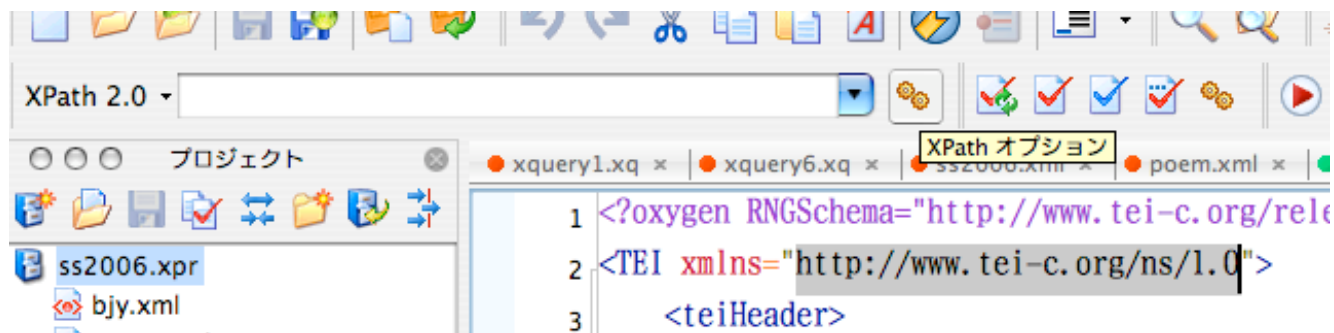 XPath 2.0
XPath オプション
プロジェクト
xquery1.xq × xquery6.xq × ss2006.xml × poem.xml ×
1 <?oxygen RNGSchema="http://www.tei-c.org/rele
ss2006.xpr
2 <TEI xmlns="http://www.tei-c.org/ns/1.0">
bjy.xml
3 <teiHeader>